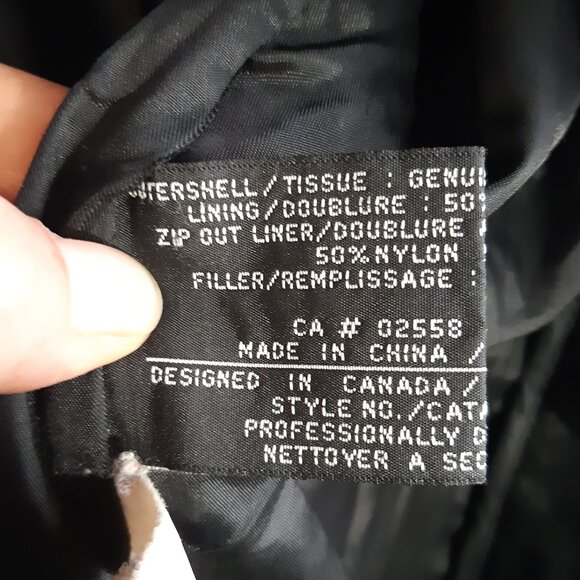 OUTERSHELL/TISSUE : GENU
LINING/DOUBLURE : 50
ZIP OUT LINER/DOUBLURE
50%NYLON
FILLER/REMPLISSAGE :
CA # 02558
MADE IN CHINA /
DESIGNED IN CANADA/
STYLE NO./CATA
PROFESSIONALLY D
NETTOYER A SEC